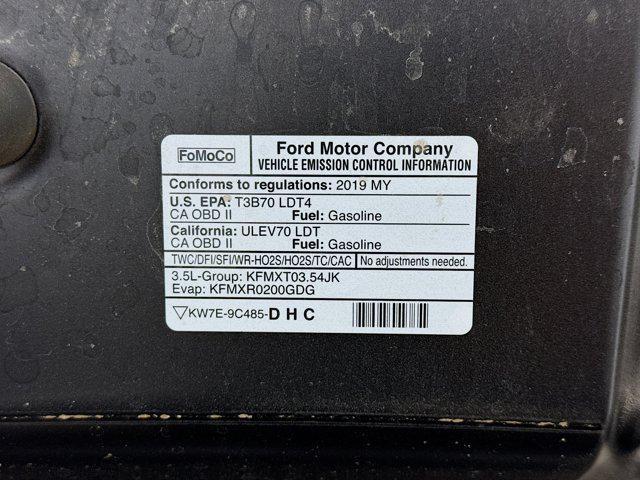 FoMoCo
Ford Motor Company
VEHICLE EMISSION CONTROL INFORMATION
Conforms to regulations: 2019 MY
U.S. EPA: T3B70 LDT4
CA OBD II Fuel: Gasoline
California: ULEV70 LDT
CA OBD II Fuel: Gasoline
TWC/DFI/SFI/WR-HO2S/HO2S/TC/CAC No adjustments needed.
3.5L-Group: KFMXT03.54JK
Evap: KFMXR0200GDG
KW7E-9C485-D H C